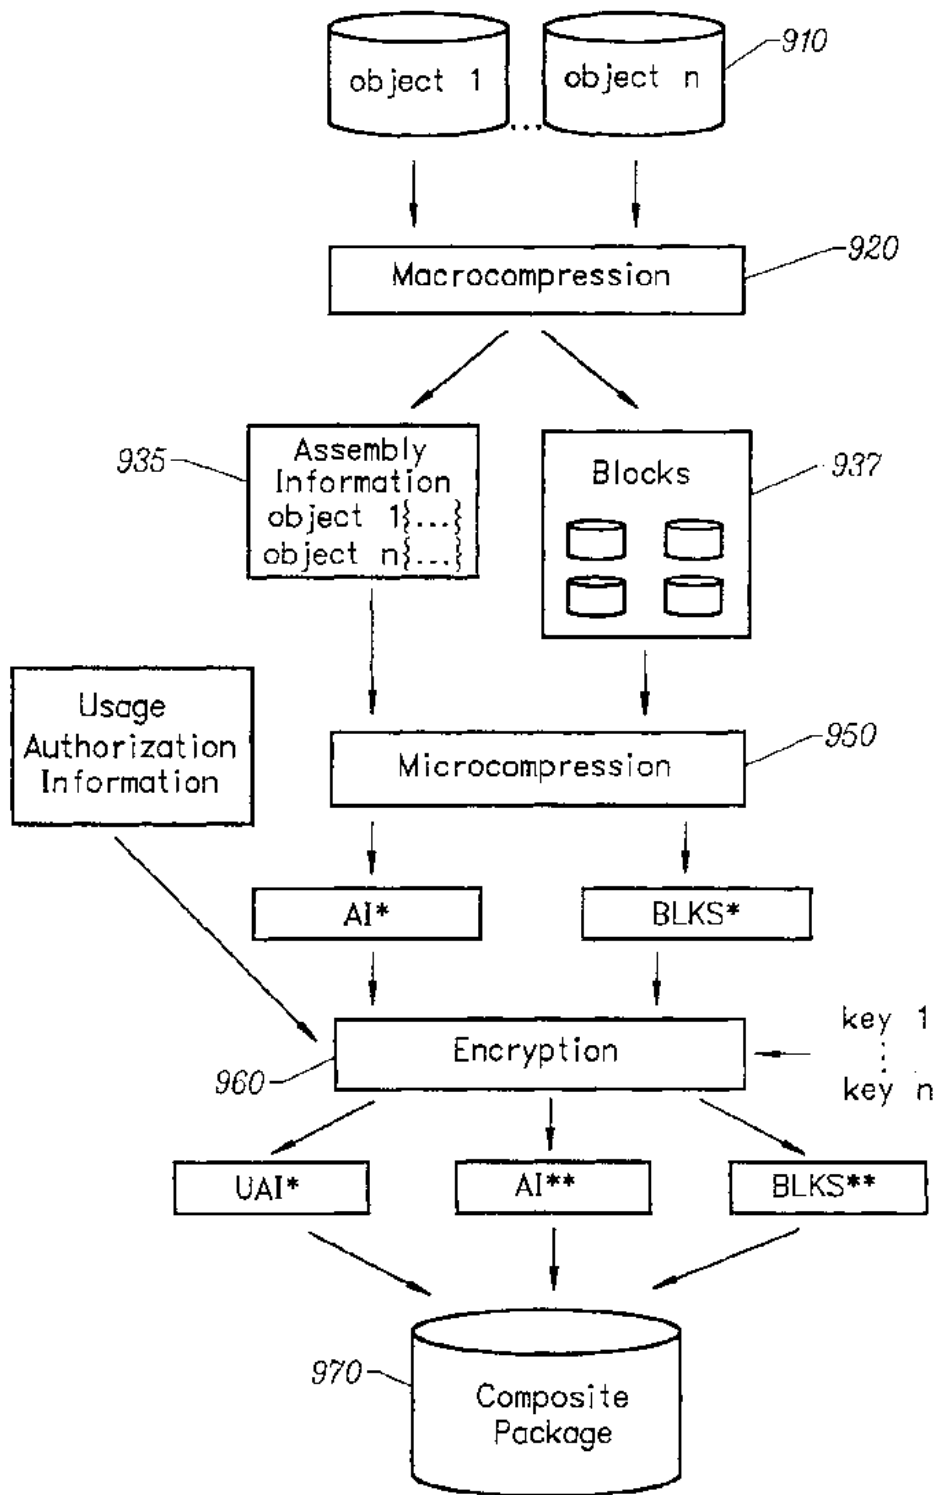 object 1
...
object n
910
Macrocompression
920
935
Assembly
Information
object 1{...}
object n{...}
Blocks
937
Usage
Authorization
Information
Microcompression
950
AI*
BLKS*
Encryption
960
key 1
⋮
key n
UAI*
AI**
BLKS**
970
Composite
Package